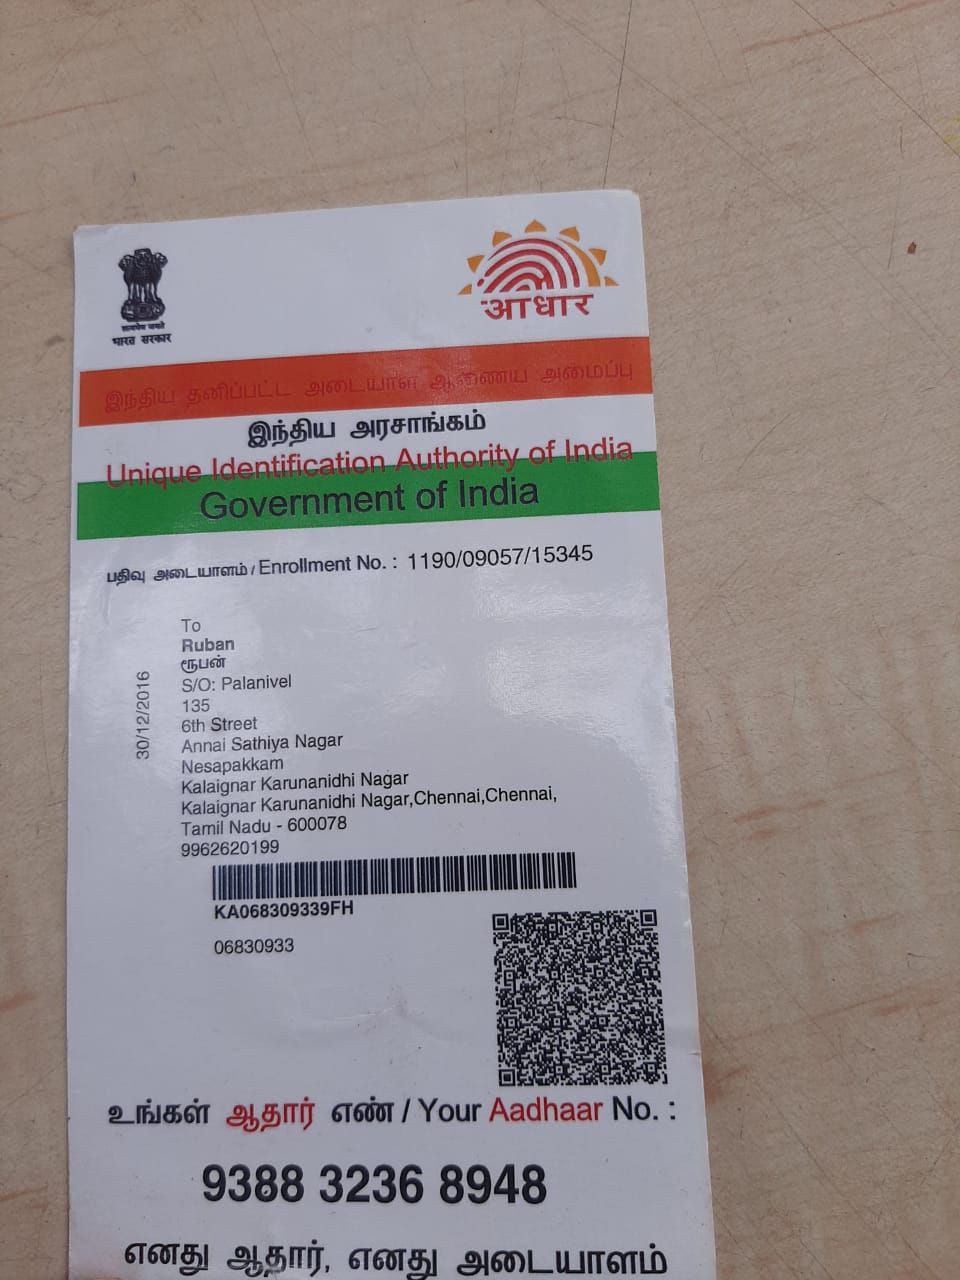 सत्यमेव जयते
भारत सरकार
आधार
இந்திய தனிப்பட்ட அடையாள ஆணைய அமைப்பு
இந்திய அரசாங்கம்
Unique Identification Authority of India
Government of India
பதிவு அடையாளம் / Enrollment No. : 1190/09057/15345
30/12/2016
To
Ruban
ரூபன்
S/O: Palanivel
135
6th Street
Annai Sathiya Nagar
Nesapakkam
Kalaignar Karunanidhi Nagar
Kalaignar Karunanidhi Nagar,Chennai,Chennai,
Tamil Nadu - 600078
9962620199
KA068309339FH
06830933
உங்கள் ஆதார் எண் / Your Aadhaar No. :
9388 3236 8948
எனது ஆதார், எனது அடையாளம்